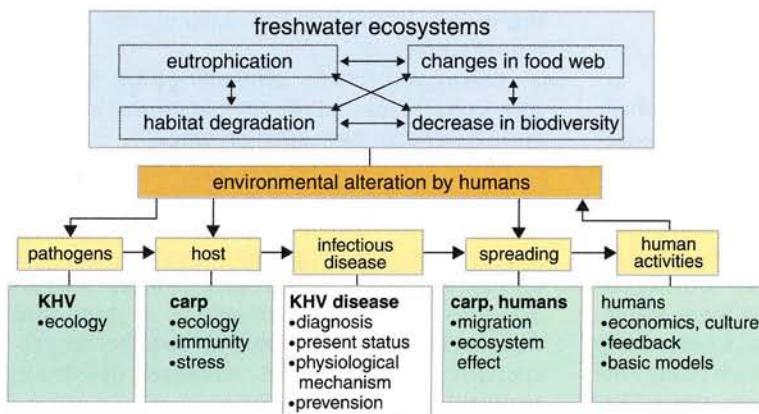 freshwater ecosystems
eutrophication
changes in food web
habitat degradation
decrease in biodiversity
environmental alteration by humans
pathogens
host
infectious
disease
spreading
human
activities
KHV
•ecology
carp
•ecology
•immunity
•stress
KHV disease
•diagnosis
•present status
•physiological
mechanism
•prevention
carp, humans
•migration
•ecosystem
effect
humans
•economics, culture
•feedback
•basic models